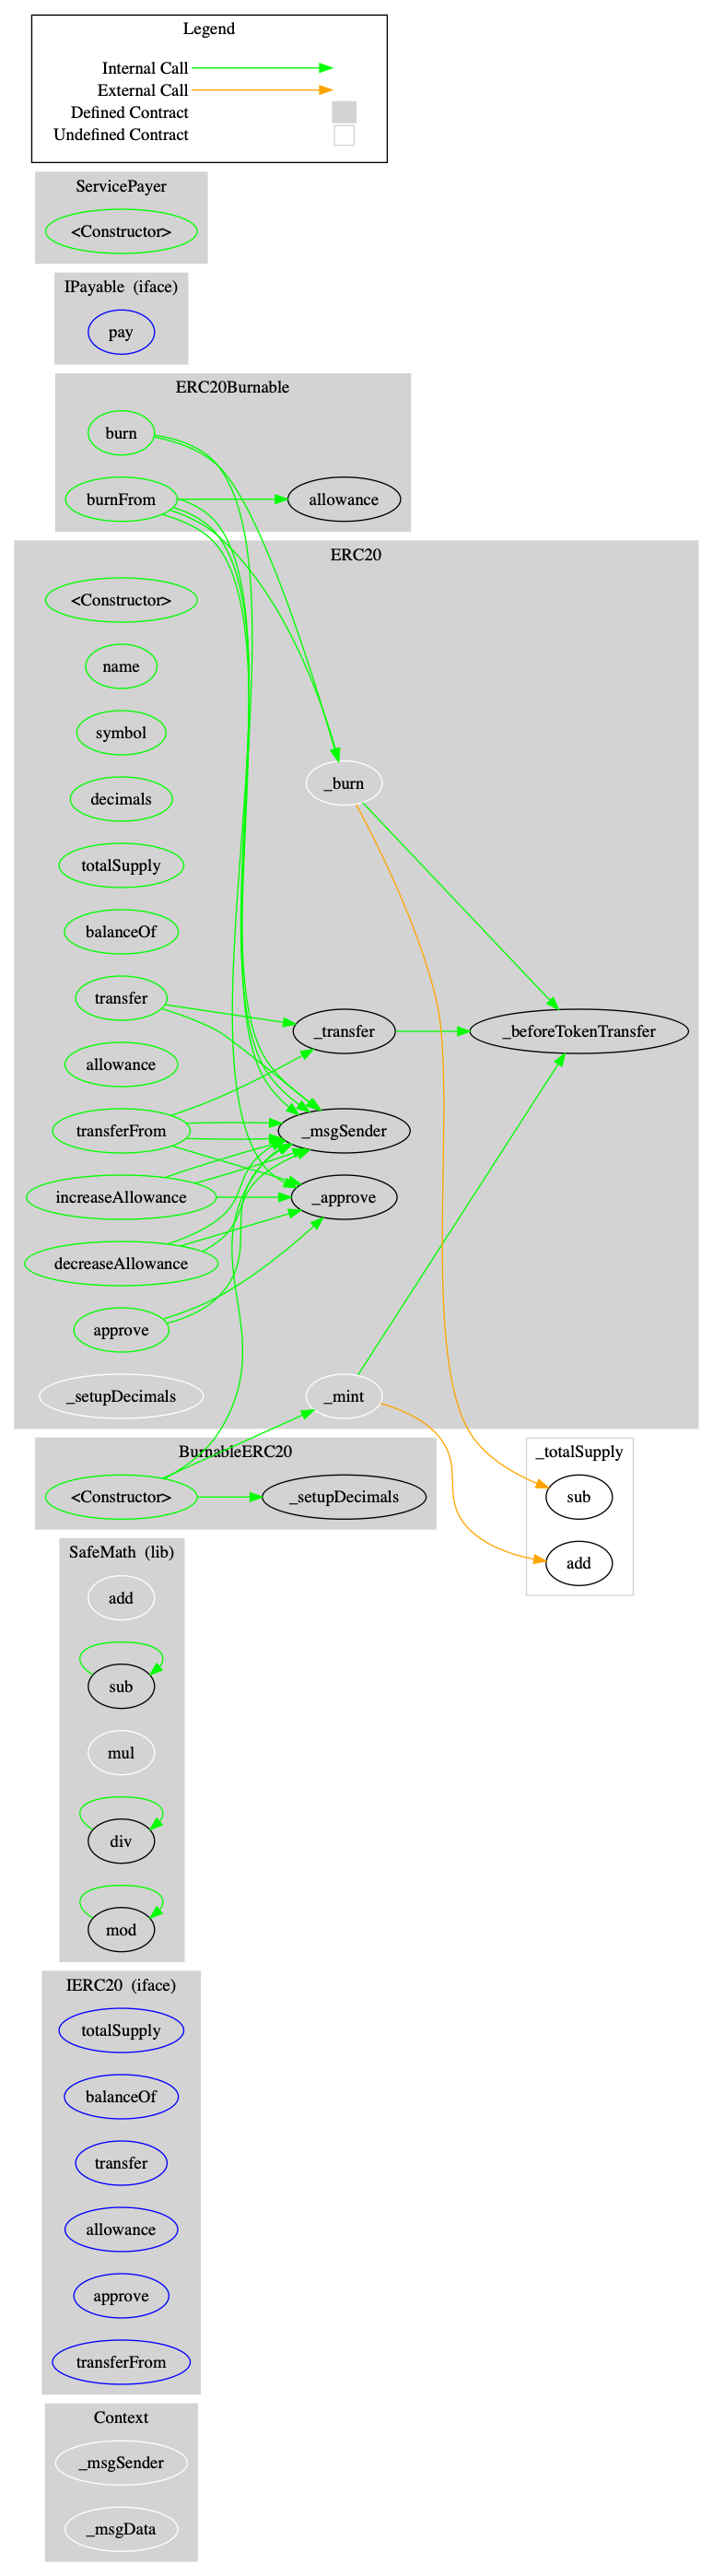 Legend
Internal Call
External Call
Defined Contract
Undefined Contract
ServicePayer
<Constructor>
IPayable (iface)
pay
ERC20Burnable
burn
burnFrom
allowance
ERC20
<Constructor>
name
symbol
decimals
totalSupply
balanceOf
transfer
allowance
transferFrom
increaseAllowance
decreaseAllowance
approve
_setupDecimals
_burn
_transfer
_msgSender
_approve
_mint
_beforeTokenTransfer
BurnableERC20
<Constructor>
_setupDecimals
_totalSupply
sub
add
SafeMath (lib)
add
sub
mul
div
mod
IERC20 (iface)
totalSupply
balanceOf
transfer
allowance
approve
transferFrom
Context
_msgSender
_msgData